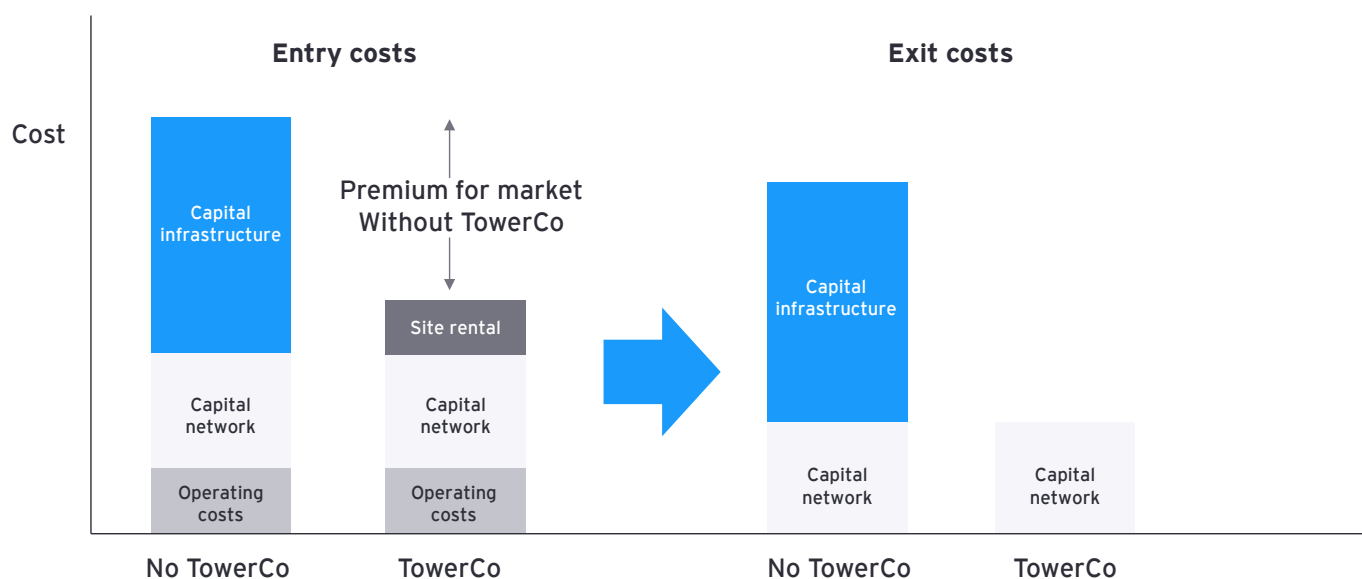 Entry costs
Exit costs
Cost
Capital
infrastructure
Premium for market
Without TowerCo
Site rental
Capital
network
Capital
network
Operating
costs
Operating
costs
Capital
infrastructure
Capital
network
Capital
network
No TowerCo
TowerCo
No TowerCo
TowerCo